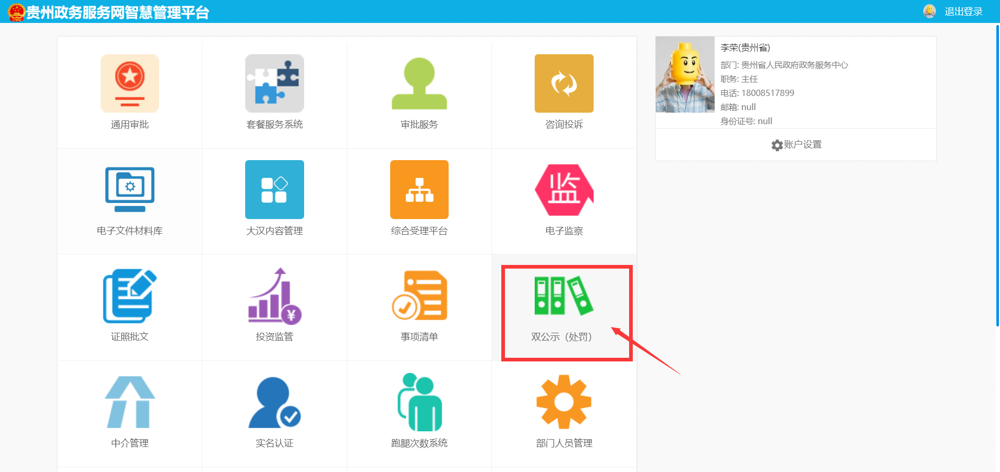 贵州政务服务网智慧管理平台
退出登录
通用审批
套餐服务系统
审批服务
咨询投诉
李荣(贵州省)
部门: 贵州省人民政府政务服务中心
职务: 主任
电话: 18008517899
邮箱: null
身份证号: null
账户设置
监
电子文件材料库
大汉内容管理
综合受理平台
电子监察
¥
证照批文
投资监管
事项清单
双公示（处罚）
中介管理
实名认证
跑腿次数系统
部门人员管理